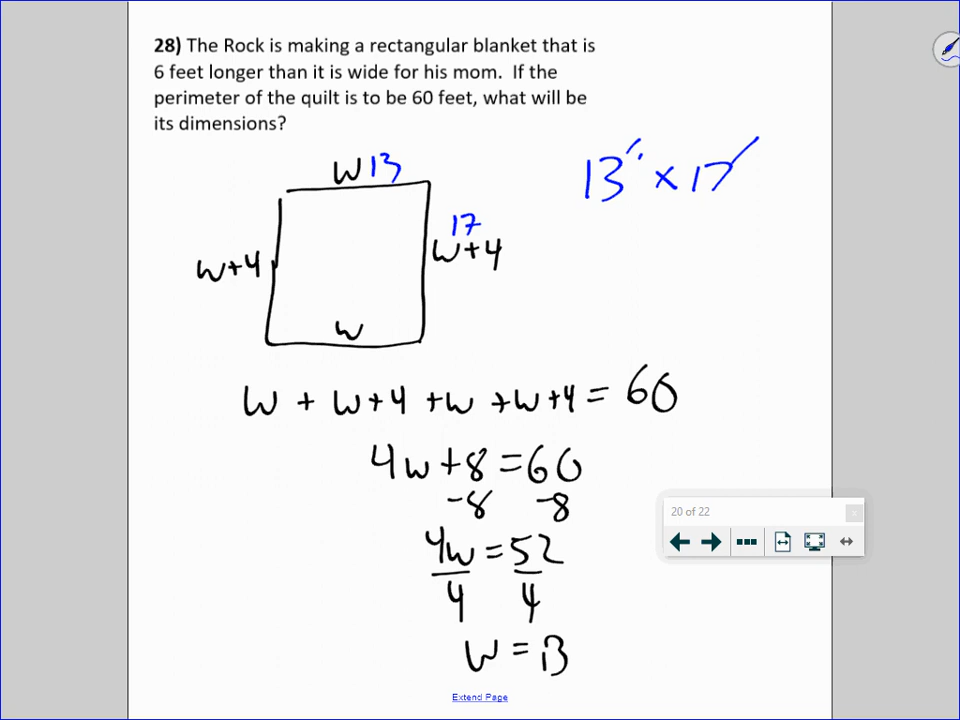 28) The Rock is making a rectangular blanket that is
6 feet longer than it is wide for his mom. If the
perimeter of the quilt is to be 60 feet, what will be
its dimensions?
W 13
13' x 17'
17
W+4
W+4
W
W + W+4 +W +W+4 = 60
4W+8=60
-8 -8
4W = 52
4 4
W = 13
20 of 22
x
Extend Page